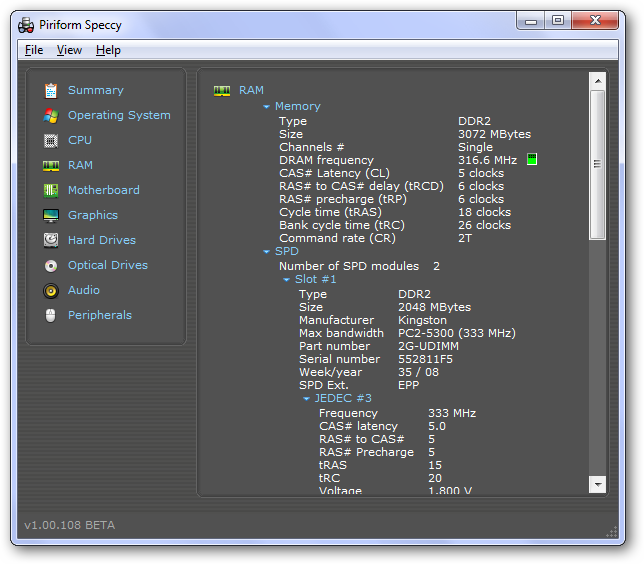 Piriform Speccy
File View Help
Summary
Operating System
CPU
RAM
Motherboard
Graphics
Hard Drives
Optical Drives
Audio
Peripherals
RAM
Memory
Type DDR2
Size 3072 MBytes
Channels # Single
DRAM frequency 316.6 MHz
CAS# Latency (CL) 5 clocks
RAS# to CAS# delay (tRCD) 6 clocks
RAS# precharge (tRP) 6 clocks
Cycle time (tRAS) 18 clocks
Bank cycle time (tRC) 26 clocks
Command rate (CR) 2T
SPD
Number of SPD modules 2
Slot #1
Type DDR2
Size 2048 MBytes
Manufacturer Kingston
Max bandwidth PC2-5300 (333 MHz)
Part number 2G-UDIMM
Serial number 552811F5
Week/year 35 / 08
SPD Ext. EPP
JEDEC #3
Frequency 333 MHz
CAS# latency 5.0
RAS# to CAS# 5
RAS# Precharge 5
tRAS 15
tRC 20
Voltage 1.800 V
v1.00.108 BETA